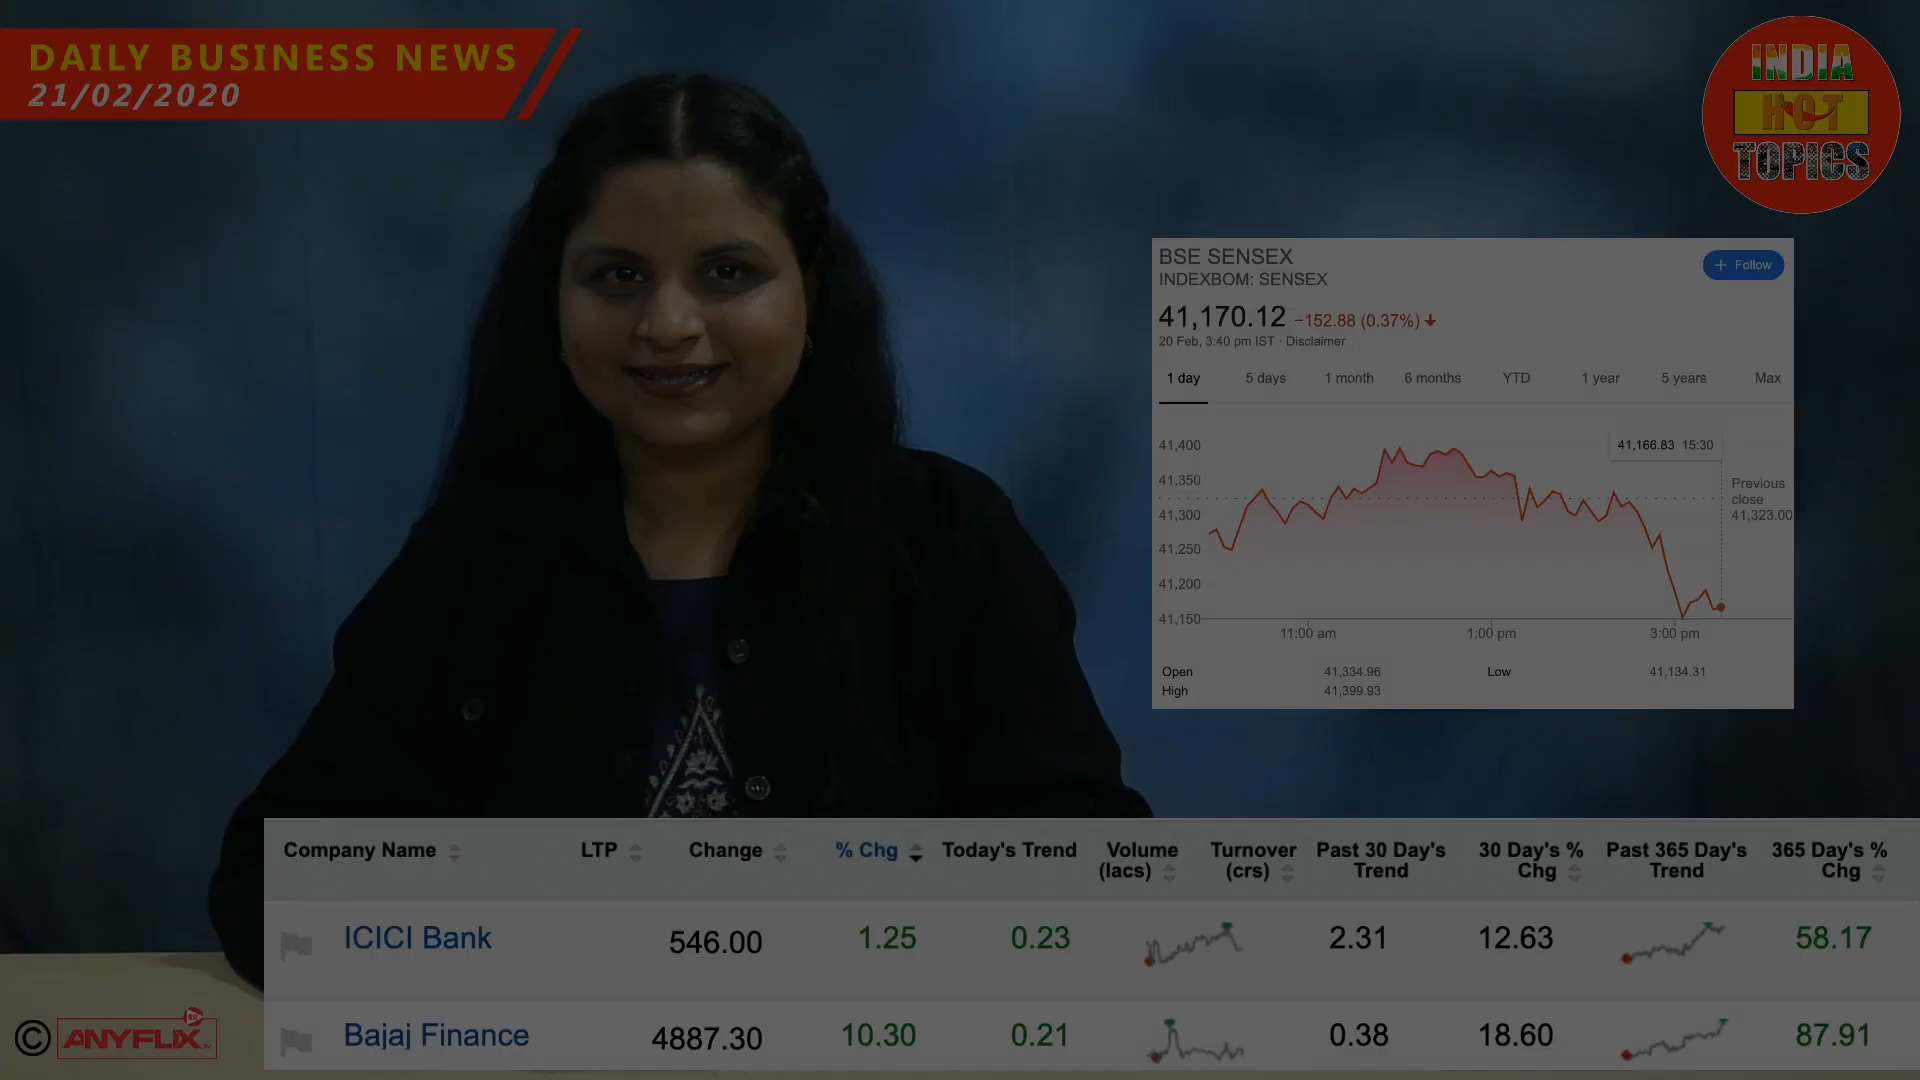 DAILY BUSINESS NEWS
21/02/2020
INDIA
HOT
TOPICS
BSE SENSEX
INDEXBOM: SENSEX
+ Follow
41,170.12 −152.88 (0.37%)
20 Feb, 3:40 pm IST · Disclaimer
1 day 5 days 1 month 6 months YTD 1 year 5 years Max
41,400
41,350
41,300
41,250
41,200
41,150
41,166.83 15:30
Previous
close
41,323.00
11:00 am 1:00 pm 3:00 pm
Open 41,334.96 Low 41,134.31
High 41,399.93
Company Name LTP Change % Chg Today's Trend Volume (lacs) Turnover (crs) Past 30 Day's Trend 30 Day's % Chg Past 365 Day's Trend 365 Day's % Chg
ICICI Bank 546.00 1.25 0.23 2.31 12.63 58.17
Bajaj Finance 4887.30 10.30 0.21 0.38 18.60 87.91
© ANYFLIX